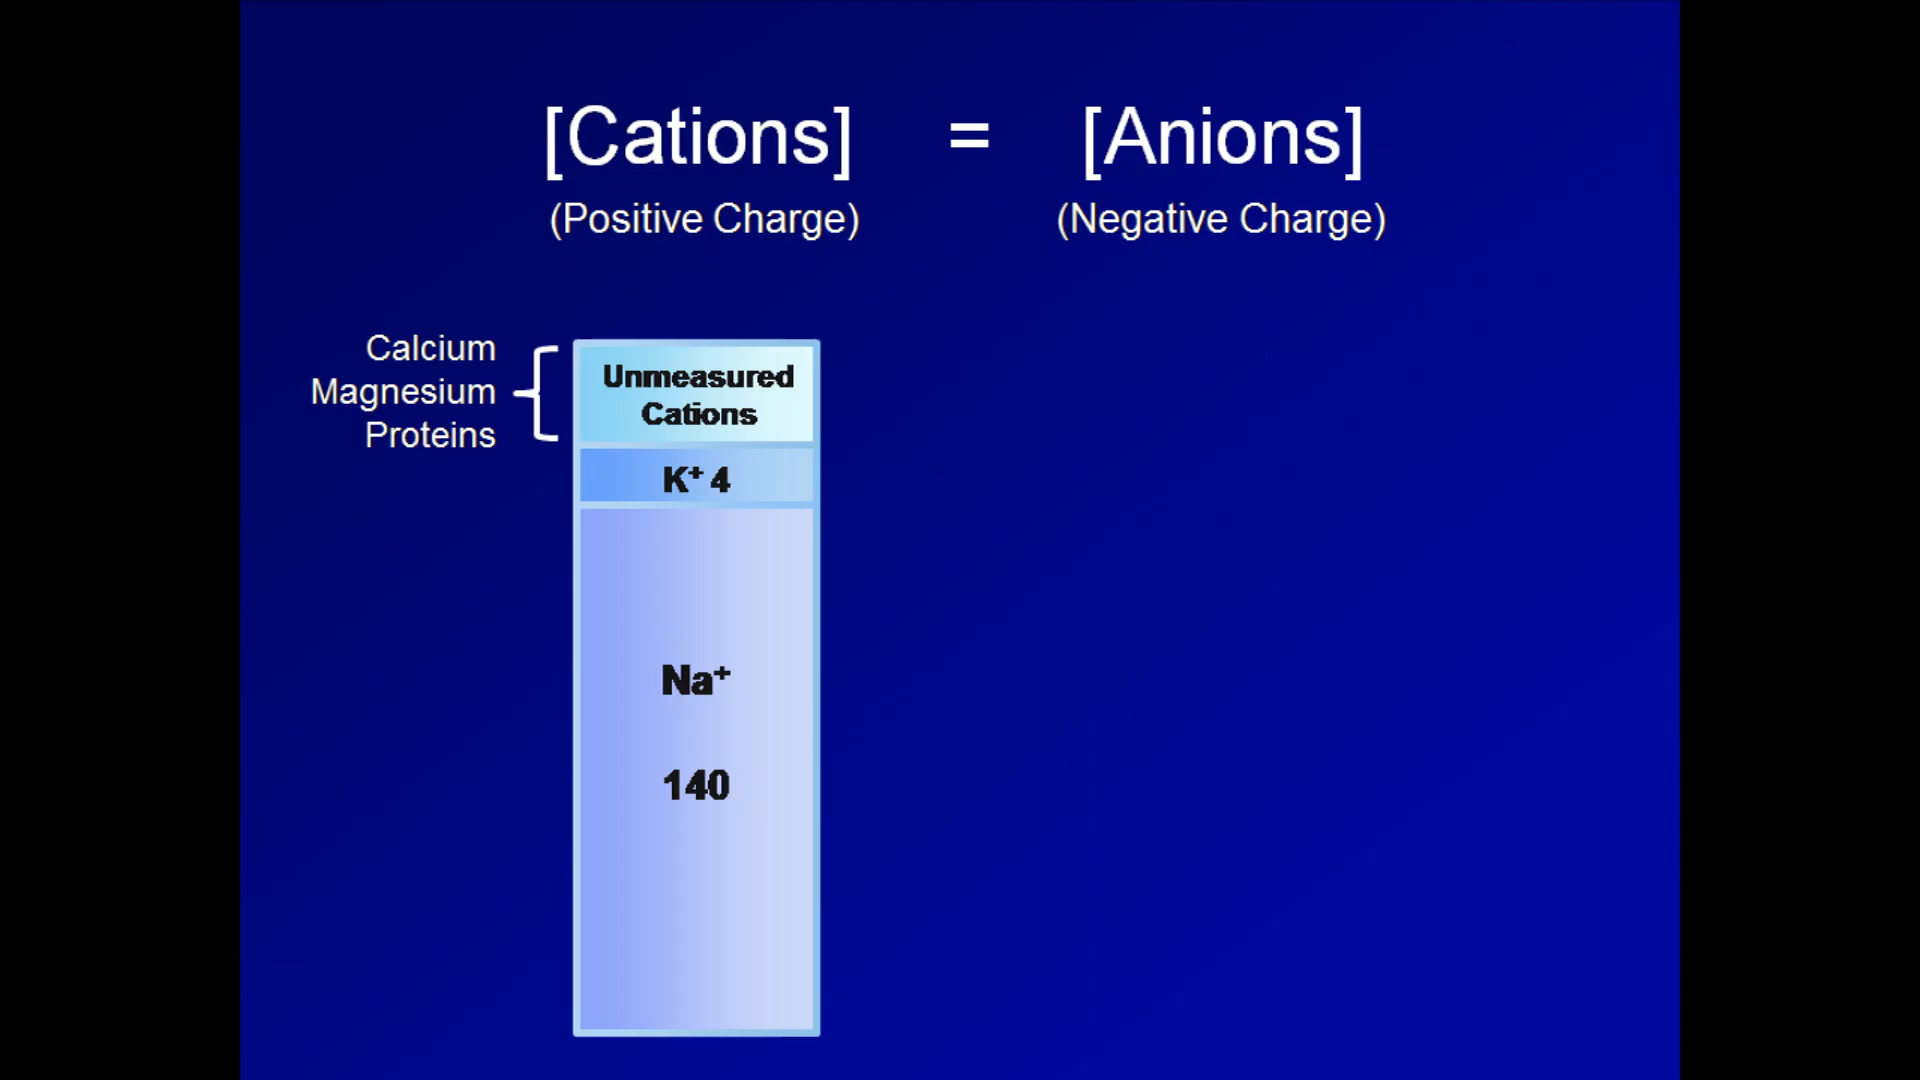 [Cations] = [Anions]
(Positive Charge) (Negative Charge)
Calcium
Magnesium
Proteins
Unmeasured
Cations
K⁺ 4
Na⁺
140